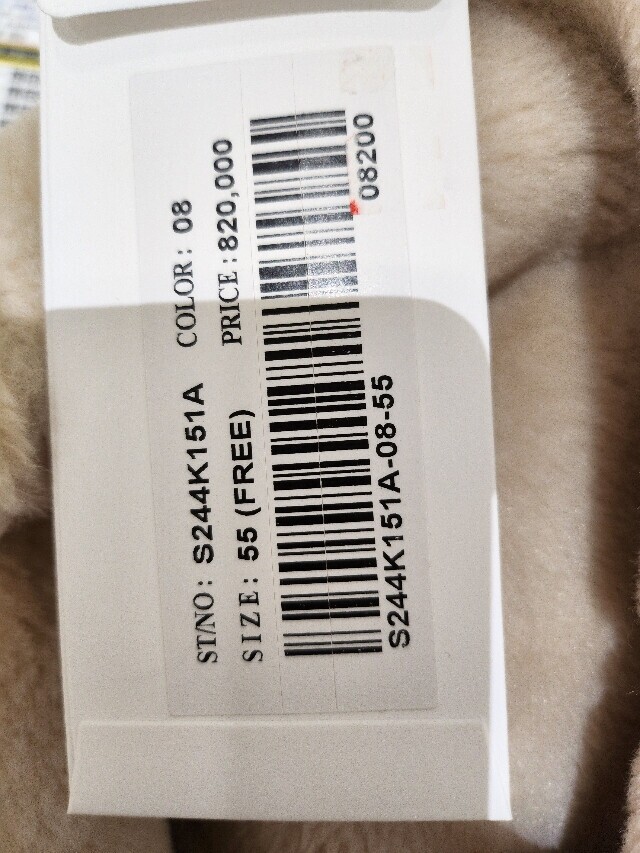 ST/NO : S244K151A COLOR : 08
SIZE : 55 (FREE) PRICE : 820,000
S244K151A-08-55 08200